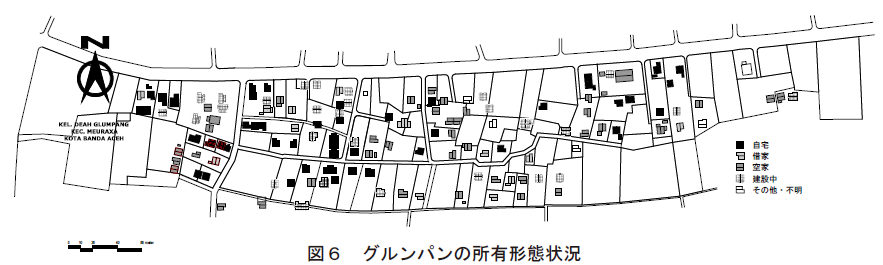 N
KEL. DEAH GLUMPANG
KEC. MEURAXA
KOTA BANDA ACEH
自宅
借家
空家
建設中
その他・不明
図6 グルンパンの所有形態状況